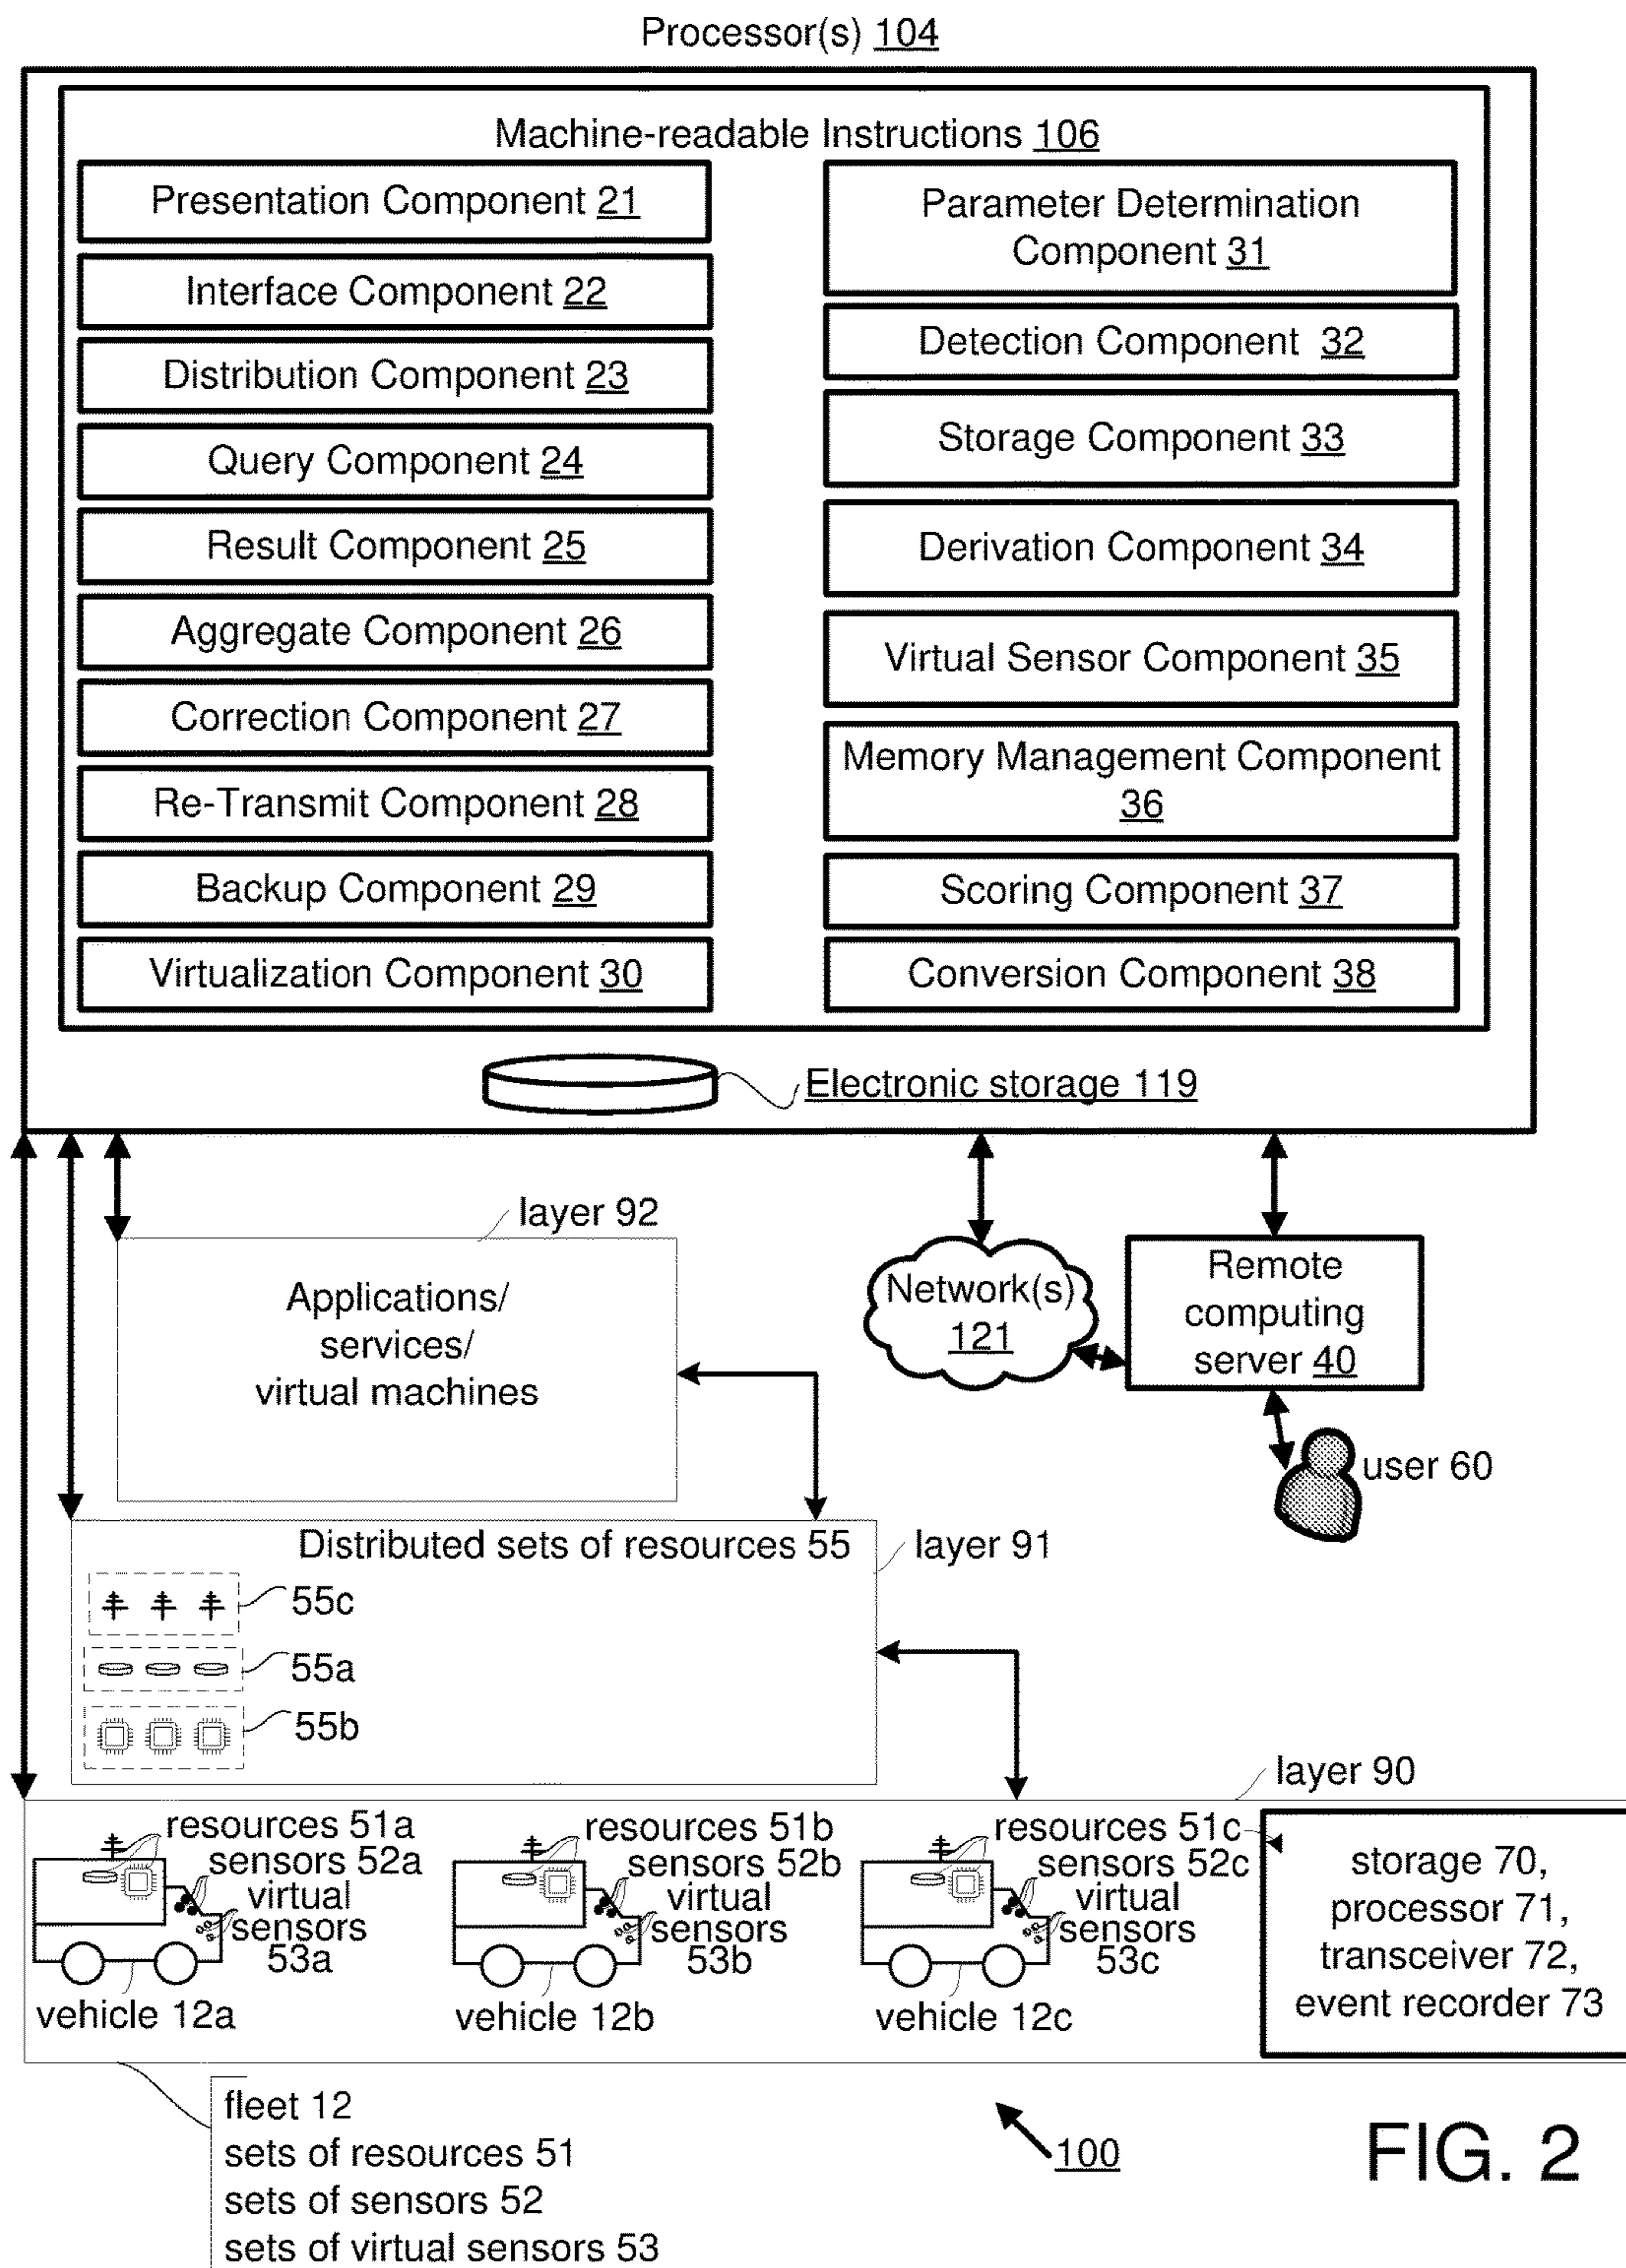 Processor(s) 104
Machine-readable Instructions 106
Presentation Component 21
Interface Component 22
Distribution Component 23
Query Component 24
Result Component 25
Aggregate Component 26
Correction Component 27
Re-Transmit Component 28
Backup Component 29
Virtualization Component 30
Parameter Determination
Component 31
Detection Component 32
Storage Component 33
Derivation Component 34
Virtual Sensor Component 35
Memory Management Component
36
Scoring Component 37
Conversion Component 38
Electronic storage 119
layer 92
Applications/
services/
virtual machines
Network(s)
121
Remote
computing
server 40
user 60
Distributed sets of resources 55
layer 91
55c
55a
55b
layer 90
resources 51a
sensors 52a
virtual
sensors
53a
vehicle 12a
resources 51b
sensors 52b
virtual
sensors
53b
vehicle 12b
resources 51c
sensors 52c
virtual
sensors
53c
vehicle 12c
storage 70,
processor 71,
transceiver 72,
event recorder 73
fleet 12
sets of resources 51
sets of sensors 52
sets of virtual sensors 53
100
FIG. 2